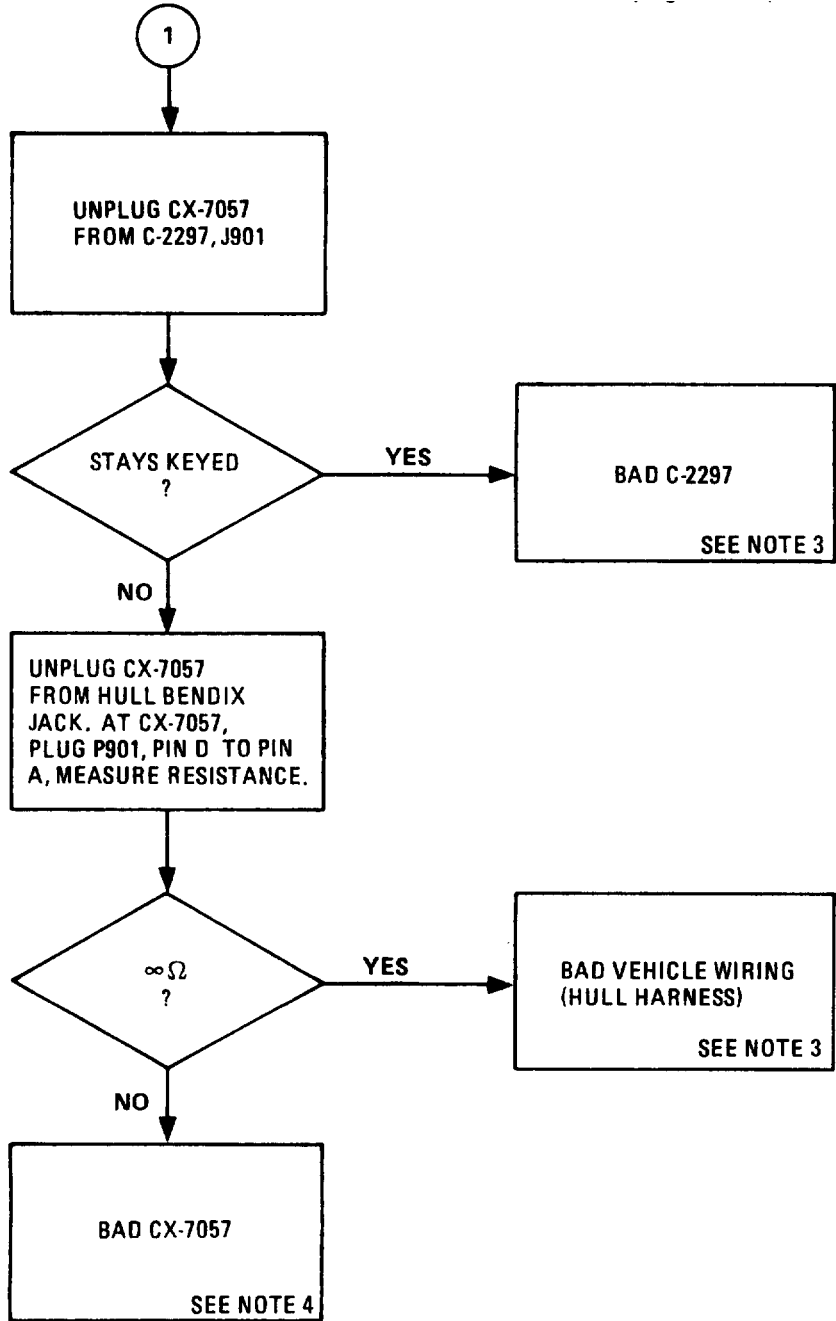 1
UNPLUG CX-7057
FROM C-2297, J901
STAYS KEYED
?
YES
BAD C-2297
SEE NOTE 3
NO
UNPLUG CX-7057
FROM HULL BENDIX
JACK. AT CX-7057,
PLUG P901, PIN D TO PIN
A, MEASURE RESISTANCE.
∞Ω
?
YES
BAD VEHICLE WIRING
(HULL HARNESS)
SEE NOTE 3
NO
BAD CX-7057
SEE NOTE 4